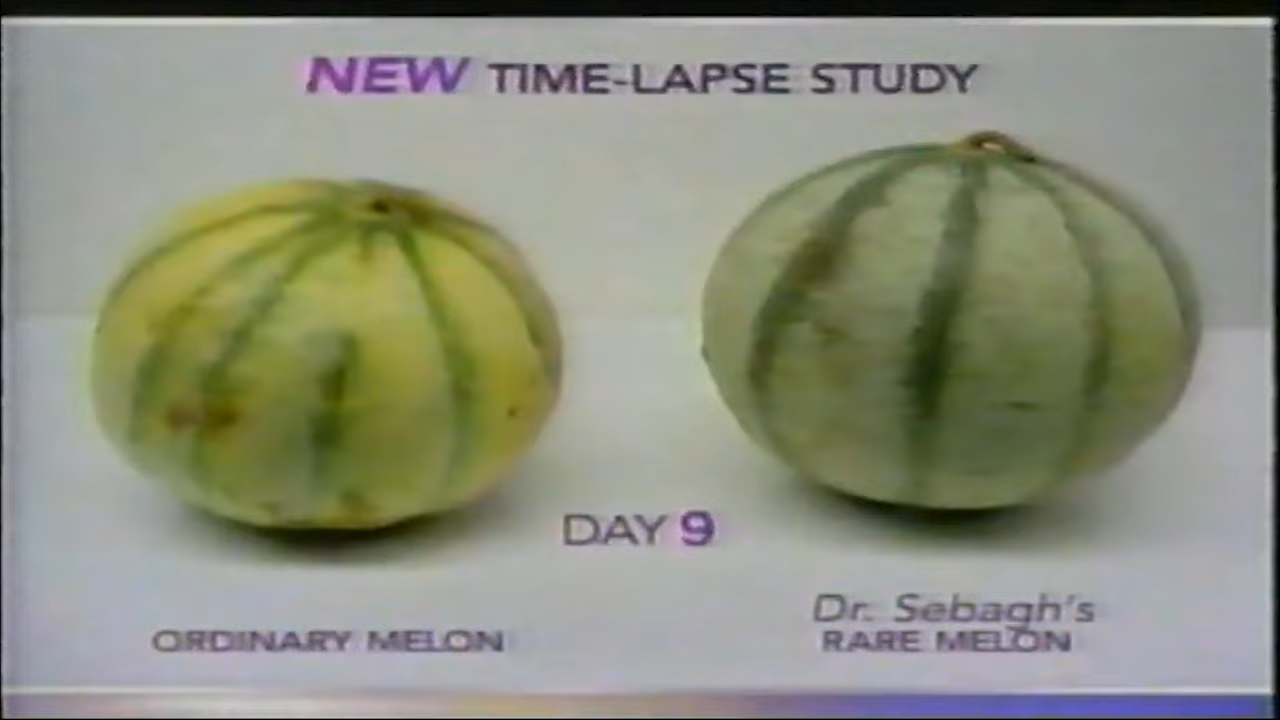 NEW TIME-LAPSE STUDY
DAY 9
Dr. Sebagh's
ORDINARY MELON
RARE MELON